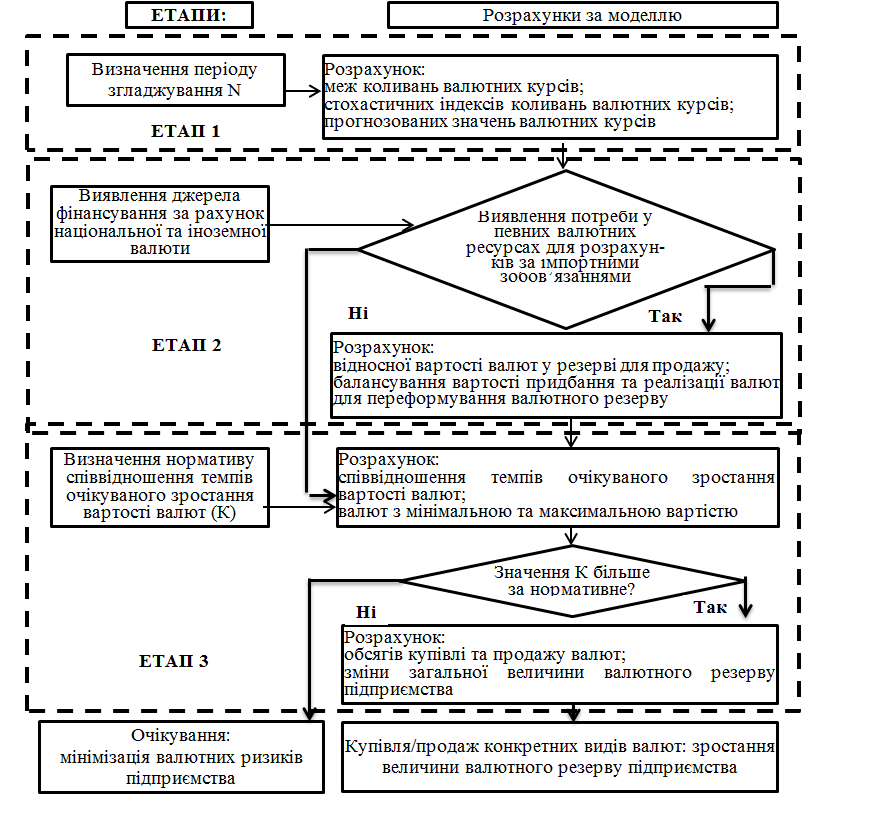 ЕТАПИ:
Розрахунки за моделлю
Визначення періоду
згладжування N
ЕТАП 1
Розрахунок:
меж коливань валютних курсів;
стохастичних індексів коливань валютних курсів;
прогнозованих значень валютних курсів
Виявлення джерела
фінансування за рахунок
національної та іноземної
валюти
Виявлення потреби у
певних валютних
ресурсах для розрахун-
ків за імпортними
зобов’язаннями
Ні
Так
ЕТАП 2
Розрахунок:
відносної вартості валют у резерві для продажу;
балансування вартості придбання та реалізації валют
для переформування валютного резерву
Визначення нормативу
співвідношення темпів
очікуваного зростання
вартості валют (К)
Розрахунок:
співвідношення темпів очікуваного зростання
вартості валют;
валют з мінімальною та максимальною вартістю
Значення К більше
за нормативне?
Ні
Так
ЕТАП 3
Розрахунок:
обсягів купівлі та продажу валют;
зміни загальної величини валютного резерву
підприємства
Очікування:
мінімізація валютних ризиків
підприємства
Купівля/продаж конкретних видів валют: зростання
величини валютного резерву підприємства